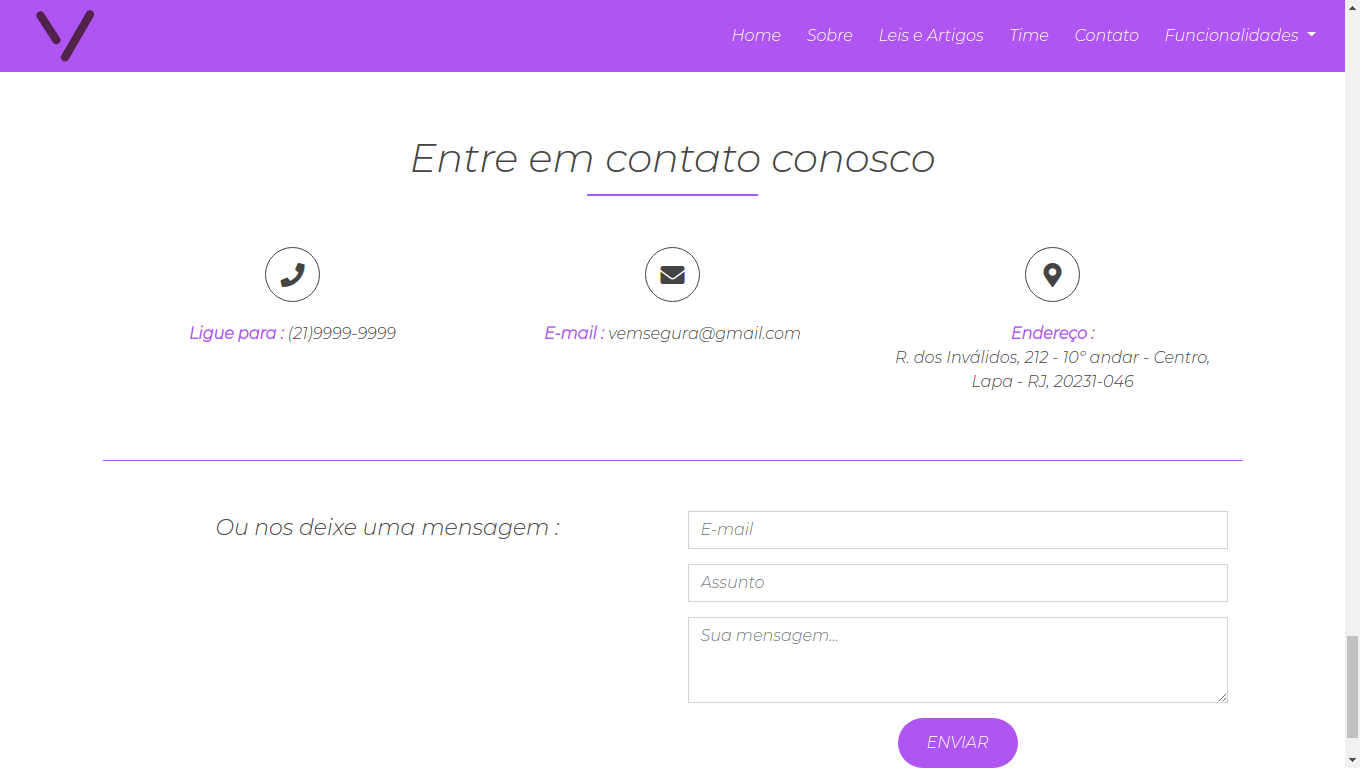 Home Sobre Leis e Artigos Time Contato Funcionalidades
Entre em contato conosco
Ligue para : (21)9999-9999
E-mail : vemsegura@gmail.com
Endereço :
R. dos Inválidos, 212 - 10º andar - Centro,
Lapa - RJ, 20231-046
Ou nos deixe uma mensagem :
E-mail
Assunto
Sua mensagem...
ENVIAR